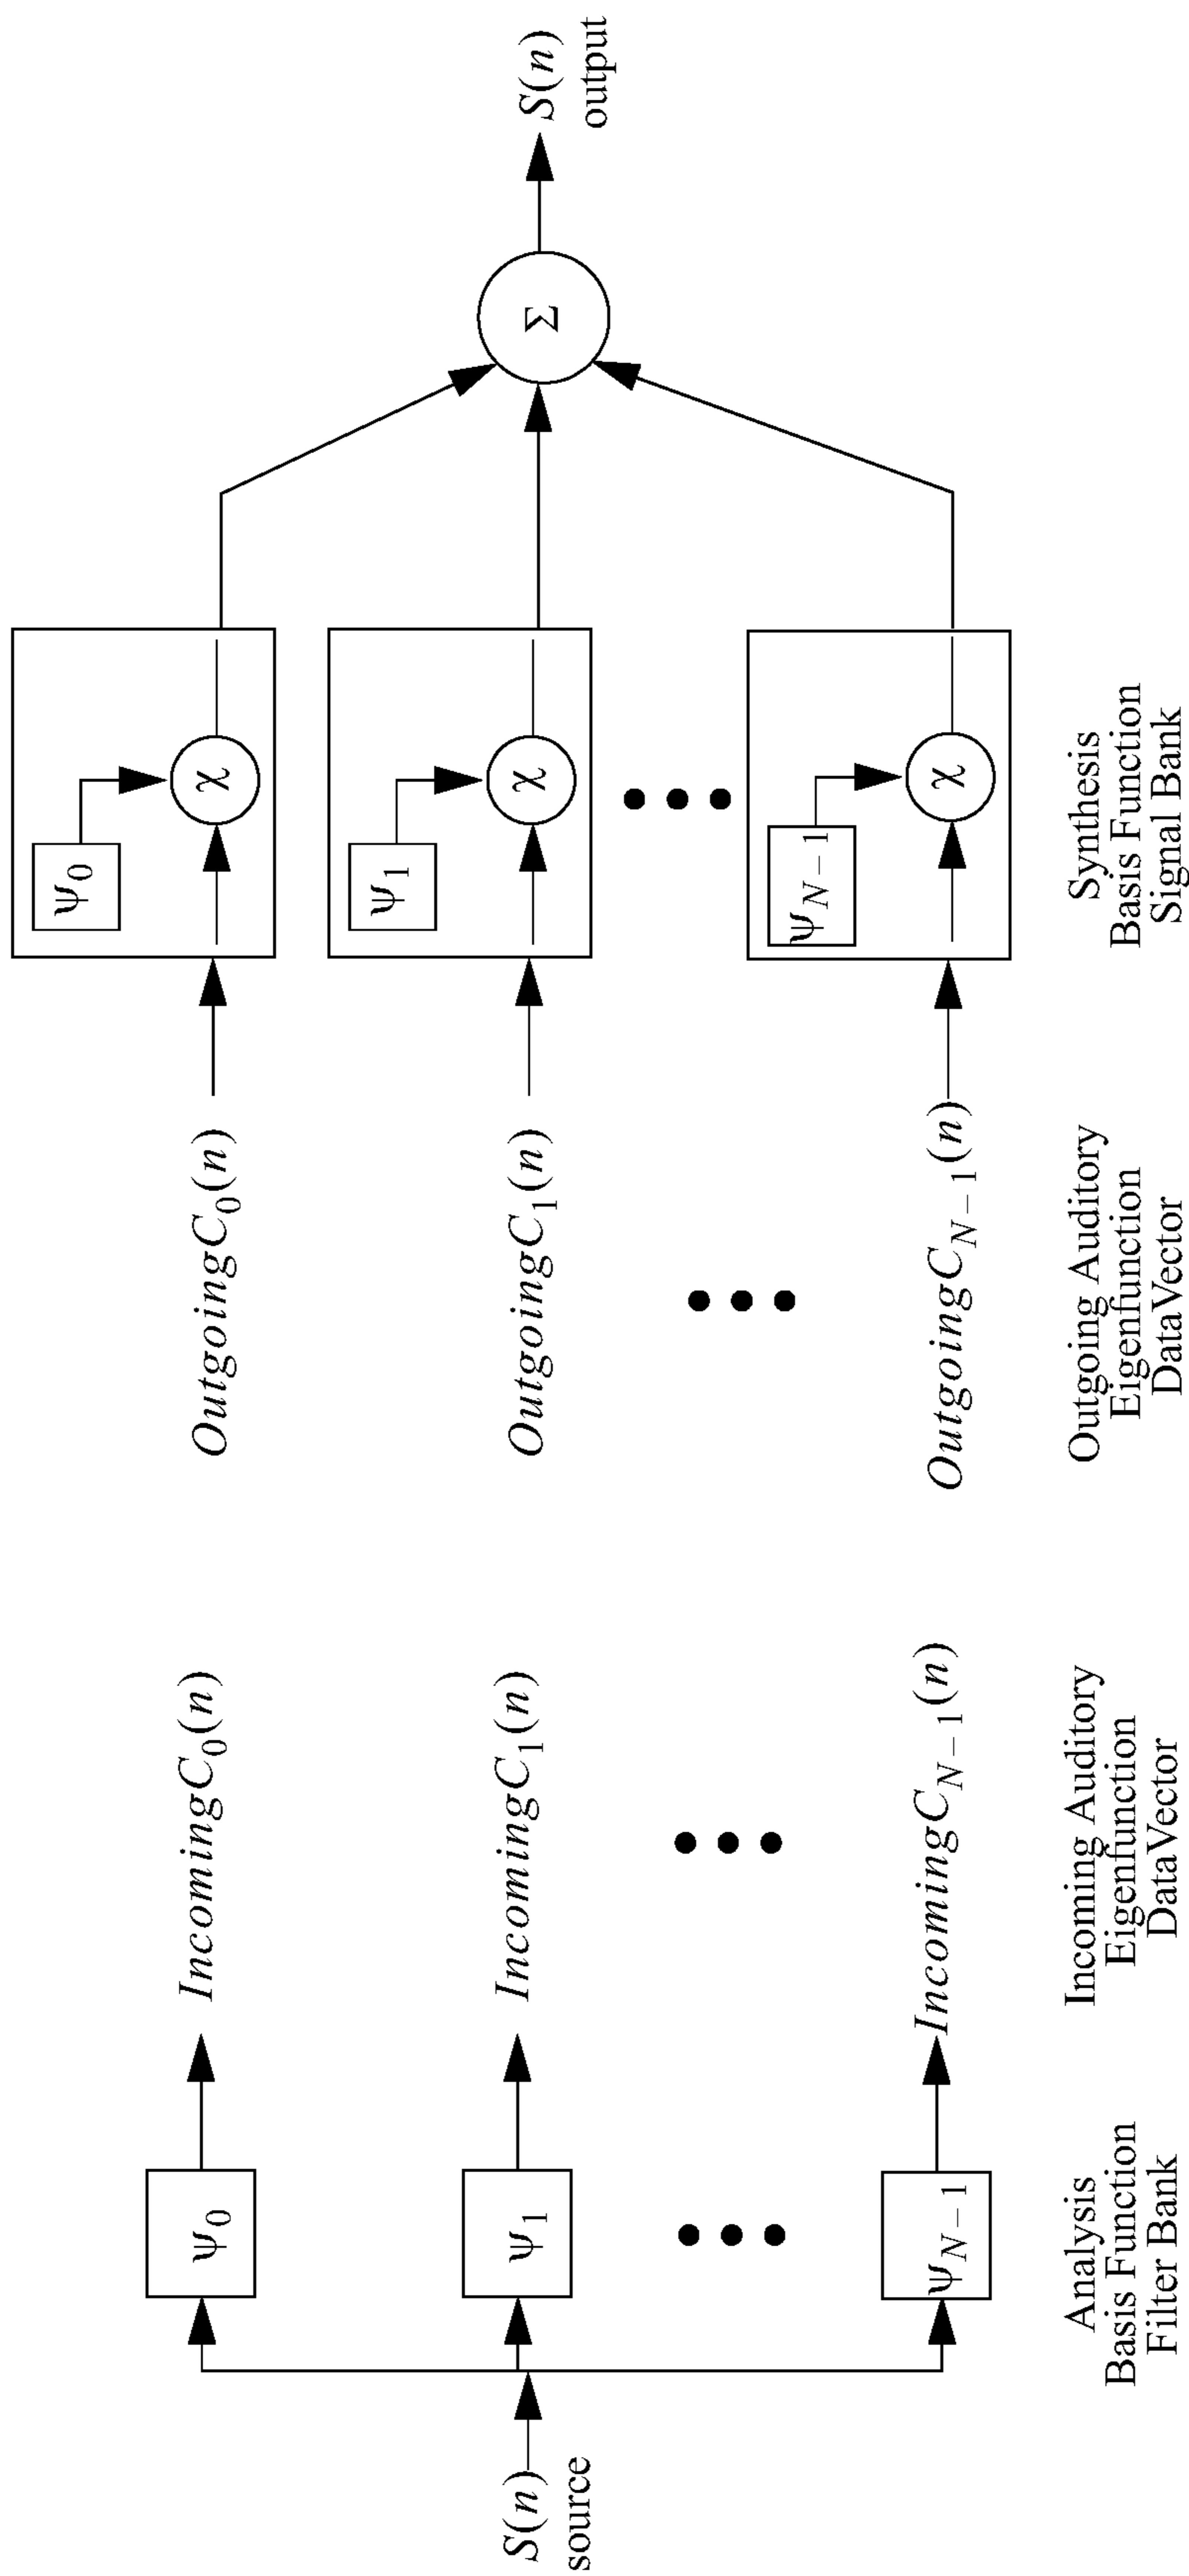 S(n)
source
ψ0
ψ1
ψN−1
Analysis
Basis Function
Filter Bank
IncomingC0(n)
IncomingC1(n)
IncomingCN−1(n)
Incoming Auditory
Eigenfunction
DataVector
OutgoingC0(n)
OutgoingC1(n)
OutgoingCN−1(n)
Outgoing Auditory
Eigenfunction
DataVector
ψ0
χ
ψ1
χ
ψN−1
χ
Synthesis
Basis Function
Signal Bank
Σ
S(n)
output